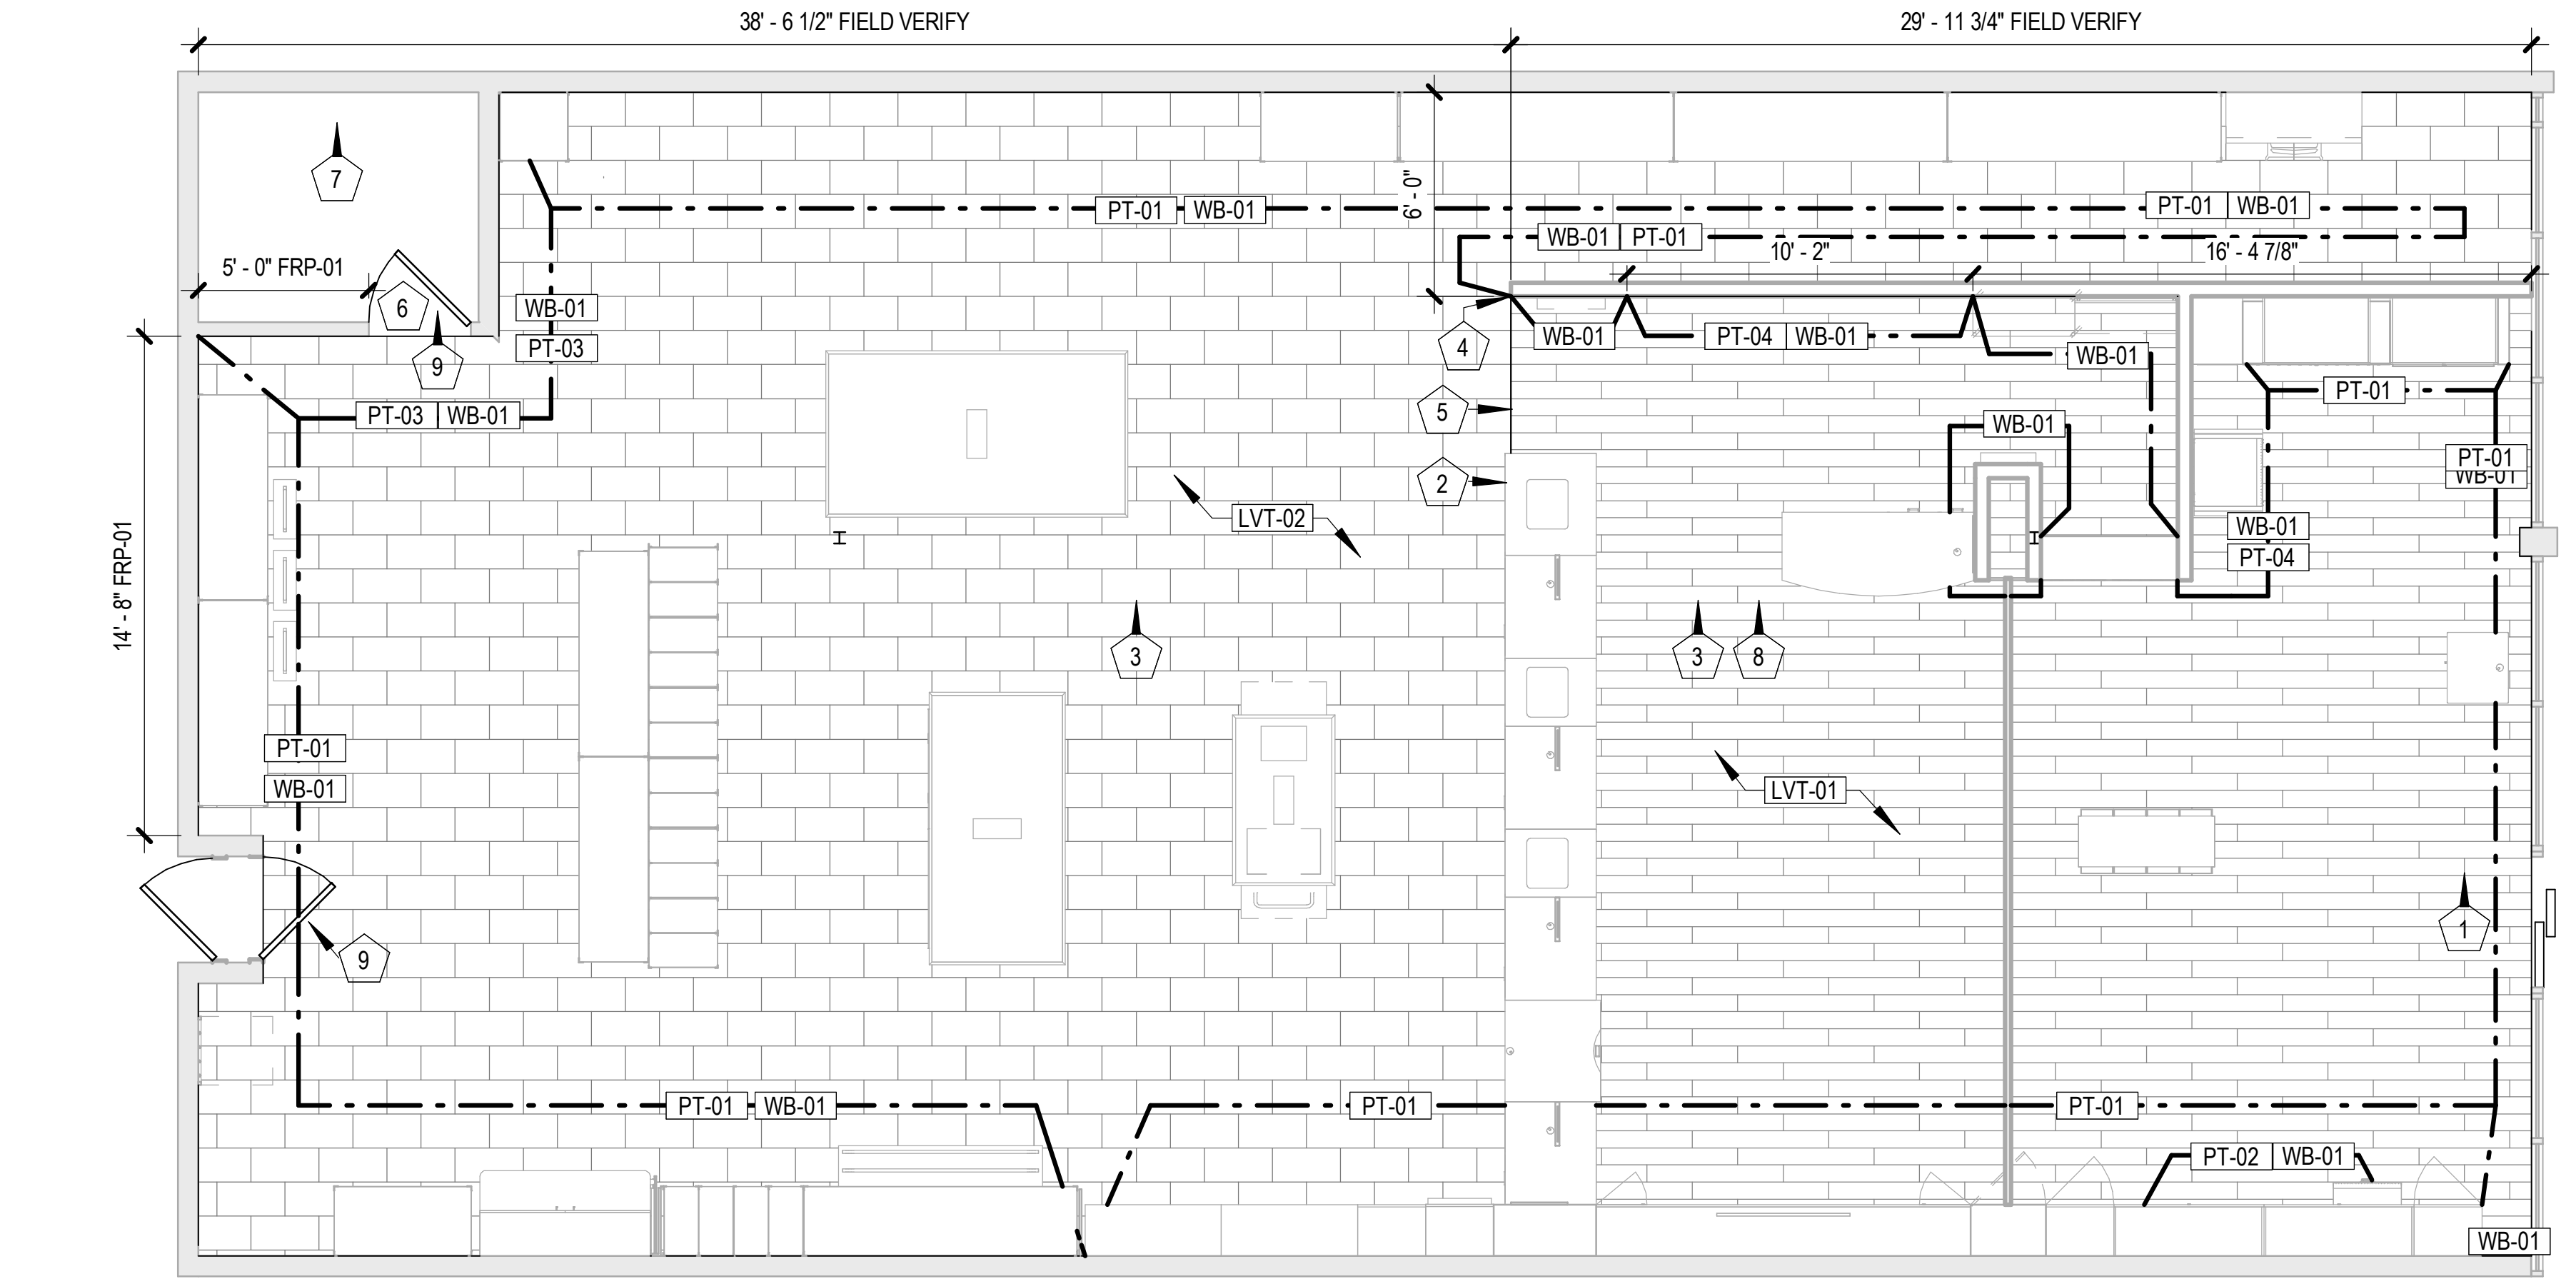 38' - 6 1/2" FIELD VERIFY
29' - 11 3/4" FIELD VERIFY
7
6' - 0"
PT-01 WB-01
PT-01 WB-01
WB-01 PT-01
10' - 2"
16' - 4 7/8"
5' - 0" FRP-01
6
9
WB-01
PT-03
4
WB-01
PT-04 WB-01
WB-01
PT-01
PT-03 WB-01
5
WB-01
PT-01
WB-01
2
LVT-02
WB-01
PT-04
14' - 8" FRP-01
3
3
8
PT-01
WB-01
LVT-01
1
9
PT-01 WB-01
PT-01
PT-01
PT-02 WB-01
WB-01